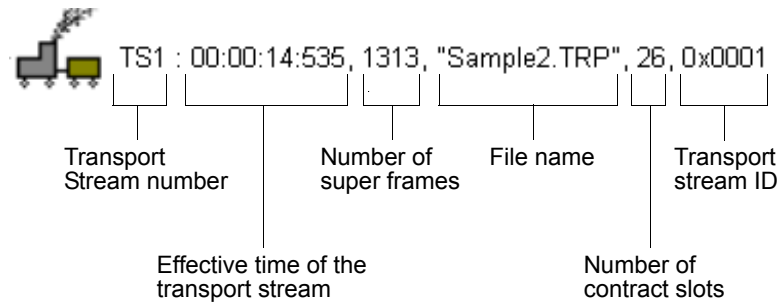 TS1 : 00:00:14:535, 1313, "Sample2.TRP", 26, 0x0001
Transport
Stream number
Number of
super frames
File name
Transport
stream ID
Effective time of the
transport stream
Number of
contract slots